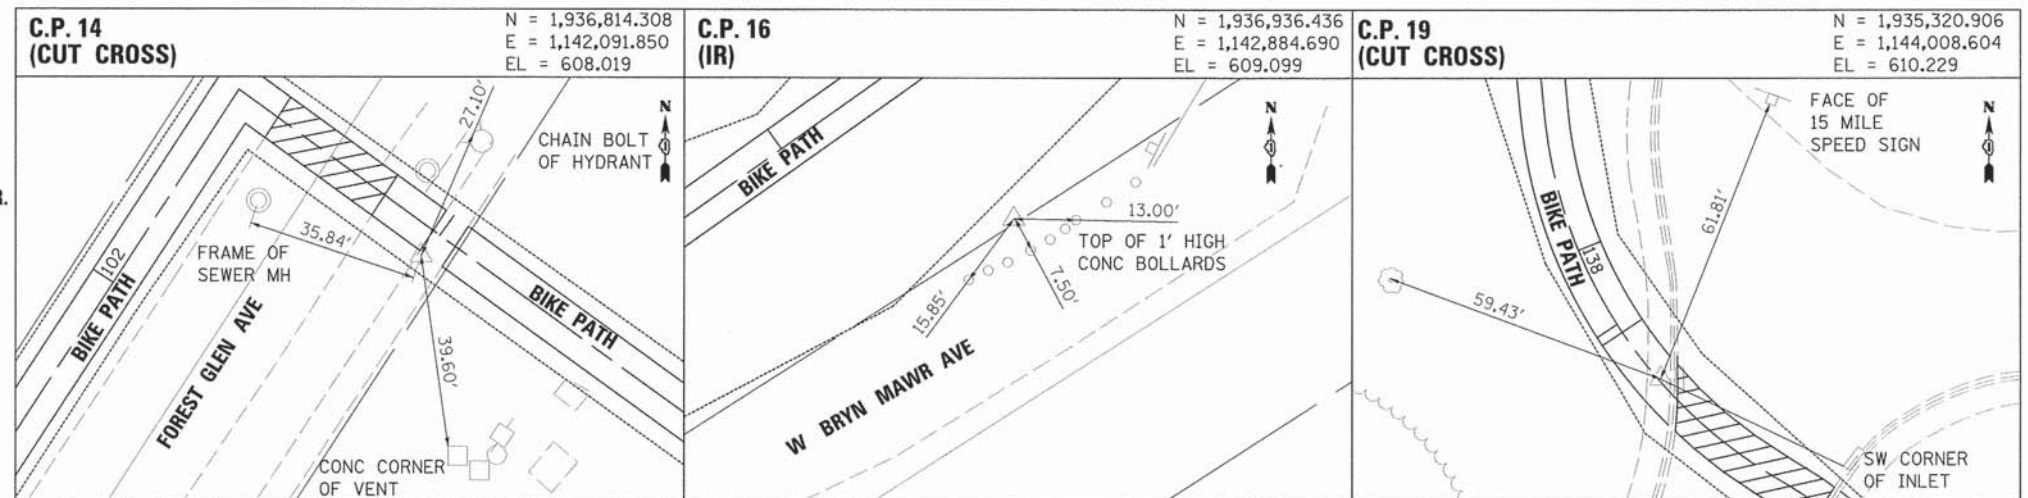 C.P. 14
(CUT CROSS)
N = 1,936,814.308
E = 1,142,091.850
EL = 608.019
27.10'
CHAIN BOLT
OF HYDRANT
N
35.84'
FRAME OF
SEWER MH
102
BIKE PATH
FOREST GLEN AVE
BIKE PATH
39.60'
CONC CORNER
OF VENT
C.P. 16
(IR)
N = 1,936,936.436
E = 1,142,884.690
EL = 609.099
N
BIKE PATH
13.00'
TOP OF 1' HIGH
CONC BOLLARDS
7.50'
15.85'
W BRYN MAWR AVE
C.P. 19
(CUT CROSS)
N = 1,935,320.906
E = 1,144,008.604
EL = 610.229
FACE OF
15 MILE
SPEED SIGN
N
61.81'
BIKE PATH
138
59.43'
SW CORNER
OF INLET